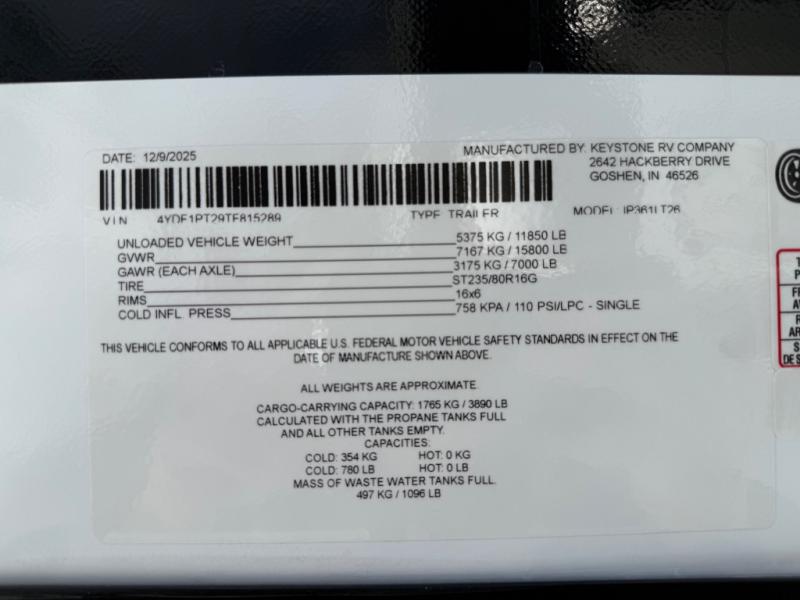 DATE: 12/9/2025
MANUFACTURED BY: KEYSTONE RV COMPANY
2642 HACKBERRY DRIVE
GOSHEN, IN 46526
VIN 4YDF1PT29TF815289 TYPE TRAILER MODEL IP361LT26
UNLOADED VEHICLE WEIGHT 5375 KG / 11850 LB
GVWR 7167 KG / 15800 LB
GAWR (EACH AXLE) 3175 KG / 7000 LB
TIRE ST235/80R16G
RIMS 16x6
COLD INFL. PRESS 758 KPA / 110 PSI/LPC - SINGLE
THIS VEHICLE CONFORMS TO ALL APPLICABLE U.S. FEDERAL MOTOR VEHICLE SAFETY STANDARDS IN EFFECT ON THE
DATE OF MANUFACTURE SHOWN ABOVE.
ALL WEIGHTS ARE APPROXIMATE.
CARGO-CARRYING CAPACITY: 1765 KG / 3890 LB
CALCULATED WITH THE PROPANE TANKS FULL
AND ALL OTHER TANKS EMPTY.
CAPACITIES:
COLD: 354 KG HOT: 0 KG
COLD: 780 LB HOT: 0 LB
MASS OF WASTE WATER TANKS FULL.
497 KG / 1096 LB